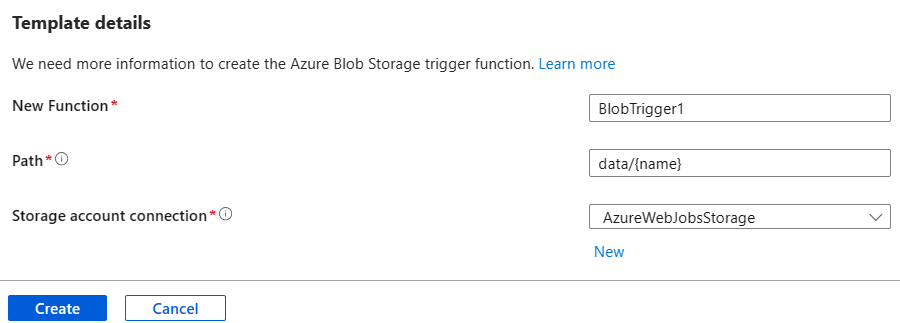 Template details
We need more information to create the Azure Blob Storage trigger function. Learn more
New Function*
BlobTrigger1
Path*
data/{name}
Storage account connection*
AzureWebJobsStorage
New
Create Cancel